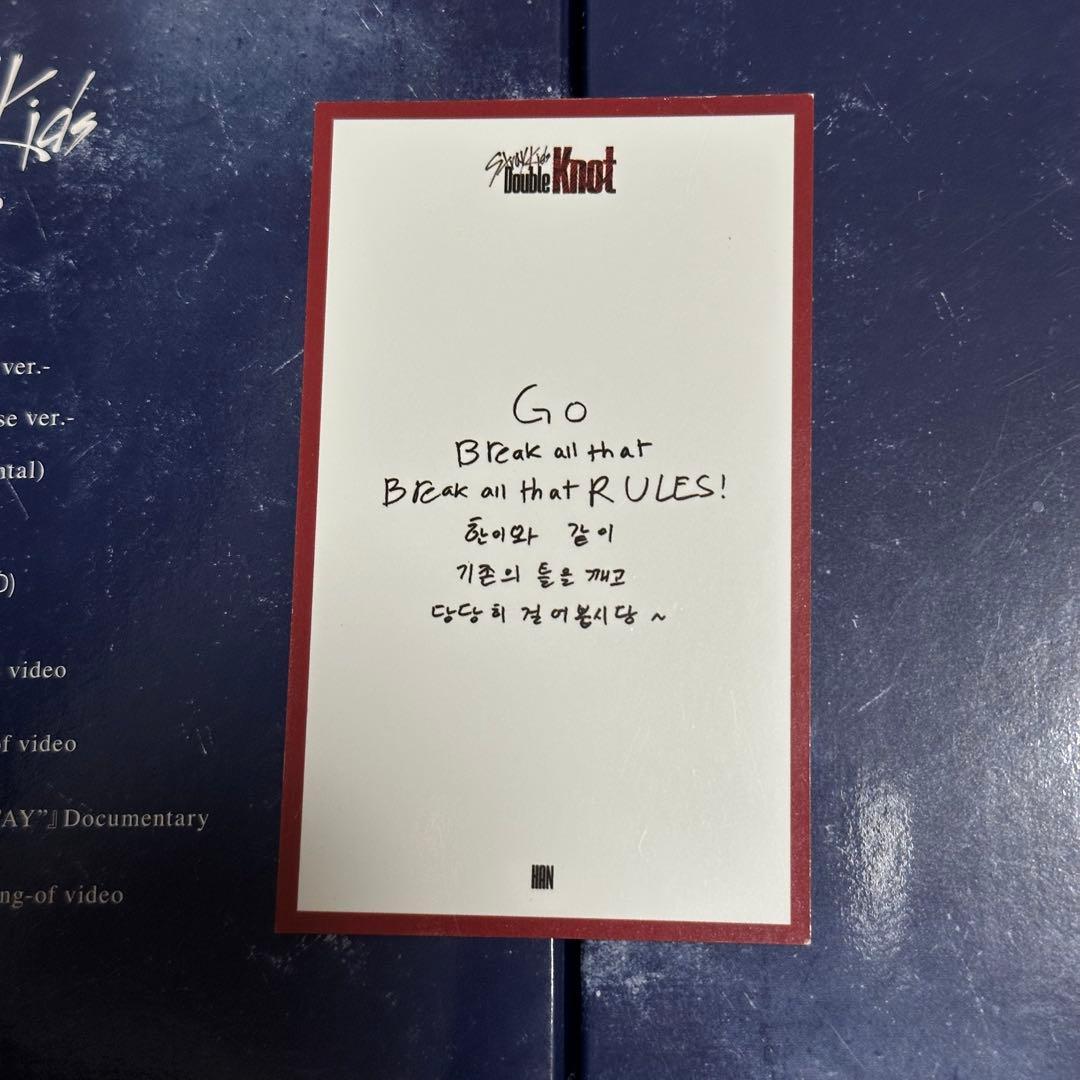 Kids
ver.-
se ver.-
ntal)
D)
video
of video
"AY"』Documentary
ng-of video
Stray Kids
Double Knot
Go
Break all that
Break all that RULES!
한이와 같이
기존의 틀을 깨고
당당히 걸어봅시당~
HAN